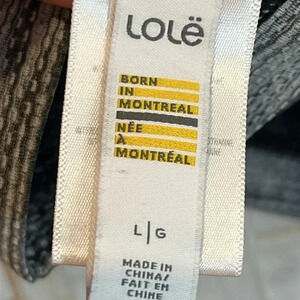 Lolë
BORN
IN
MONTREAL
NÉE
À
MONTRÉAL
L|G
MADE IN
CHINA/
FAIT EN
CHINE